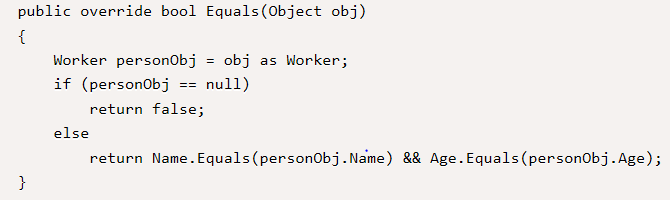 public override bool Equals(Object obj)
{
    Worker personObj = obj as Worker;
    if (personObj == null)
        return false;
    else
        return Name.Equals(personObj.Name) && Age.Equals(personObj.Age);
}